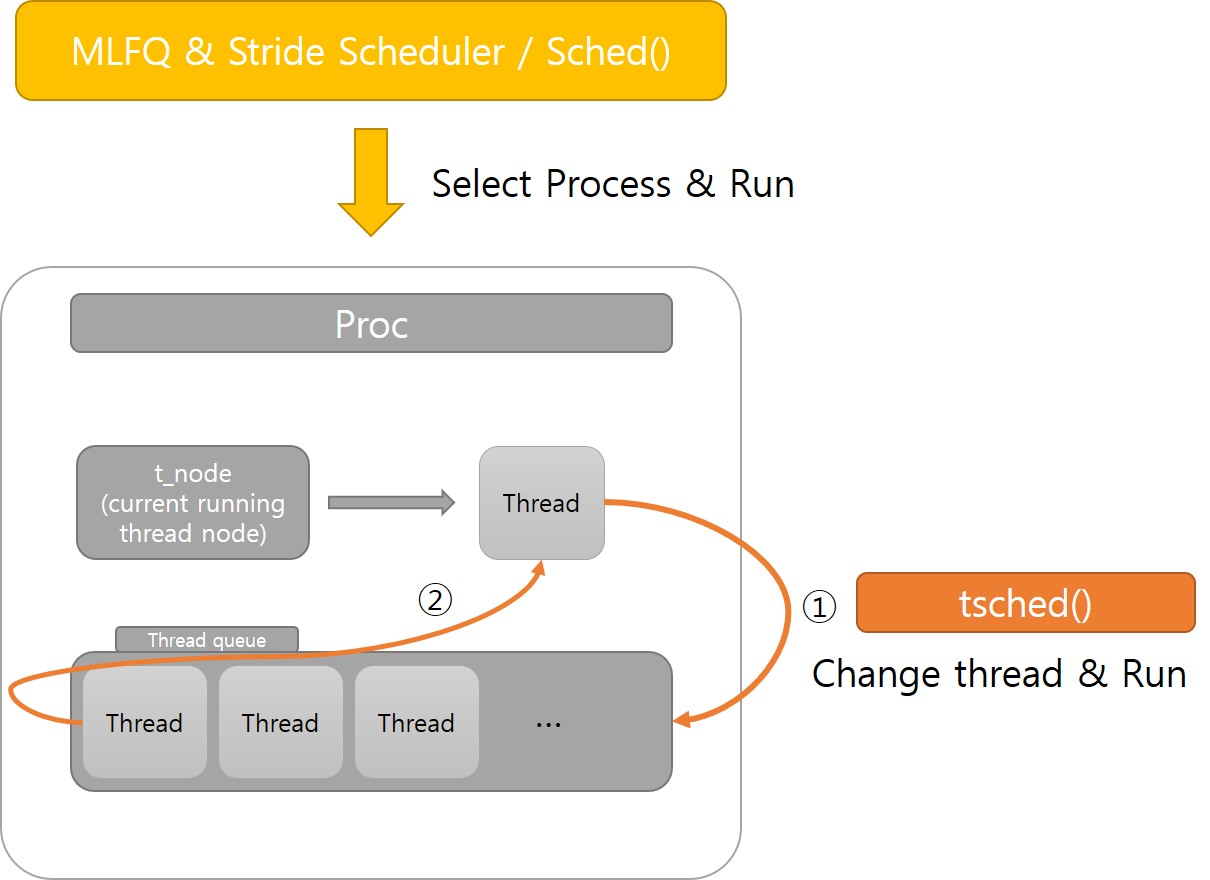 MLFQ & Stride Scheduler / Sched()
Select Process & Run
Proc
t_node
(current running
thread node)
Thread
②
①
tsched()
Change thread & Run
Thread queue
Thread
Thread
Thread
...